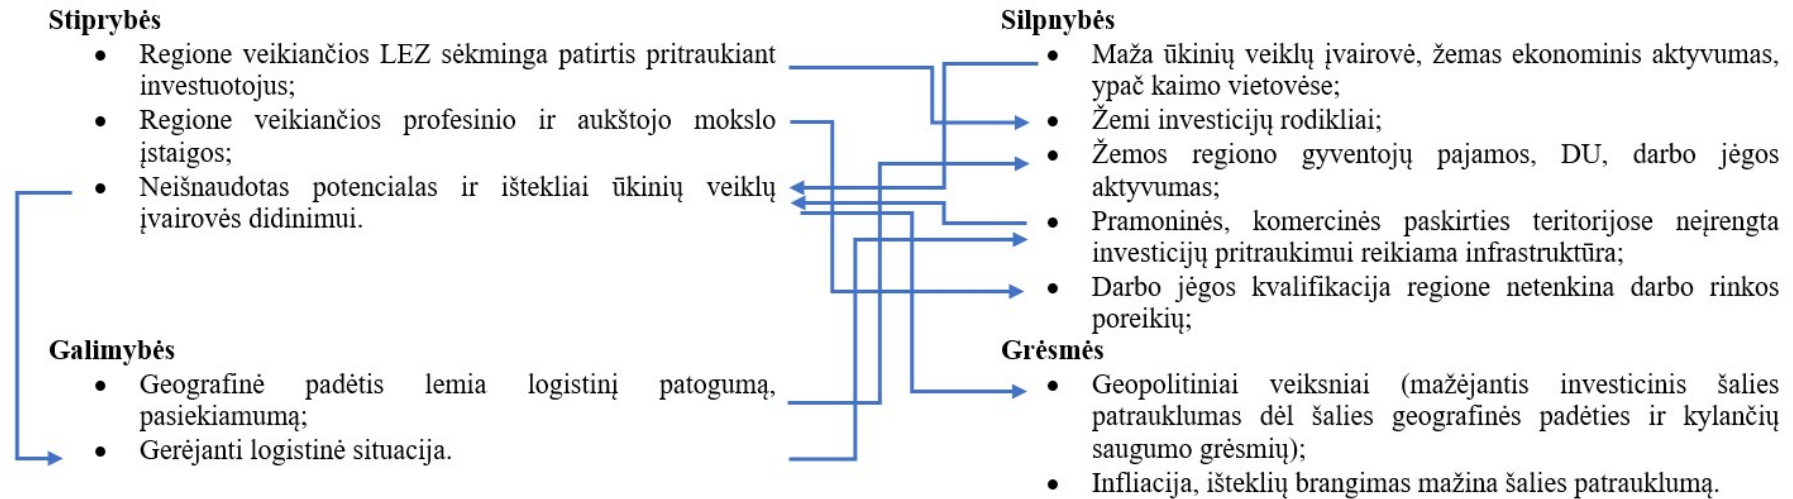 Stiprybės
• Regione veikiančios LEZ sėkminga patirtis pritraukiant
investuotojus;
• Regione veikiančios profesinio ir aukštojo mokslo
įstaigos;
• Neišnaudotas potencialas ir ištekliai ūkinių veiklų
įvairovės didinimui.
Silpnybės
• Maža ūkinių veiklų įvairovė, žemas ekonominis aktyvumas,
ypač kaimo vietovėse;
• Žemi investicijų rodikliai;
• Žemos regiono gyventojų pajamos, DU, darbo jėgos
aktyvumas;
• Pramoninės, komercinės paskirties teritorijose neįrengta
investicijų pritraukimui reikiama infrastruktūra;
• Darbo jėgos kvalifikacija regione netenkina darbo rinkos
poreikių;
Galimybės
• Geografinė padėtis lemia logistinį patogumą,
pasiekiamumą;
• Gerėjanti logistinė situacija.
Grėsmės
• Geopolitiniai veiksniai (mažėjantis investicinis šalies
patrauklumas dėl šalies geografinės padėties ir kylančių
saugumo grėsmių);
• Infliacija, išteklių brangimas mažina šalies patrauklumą.